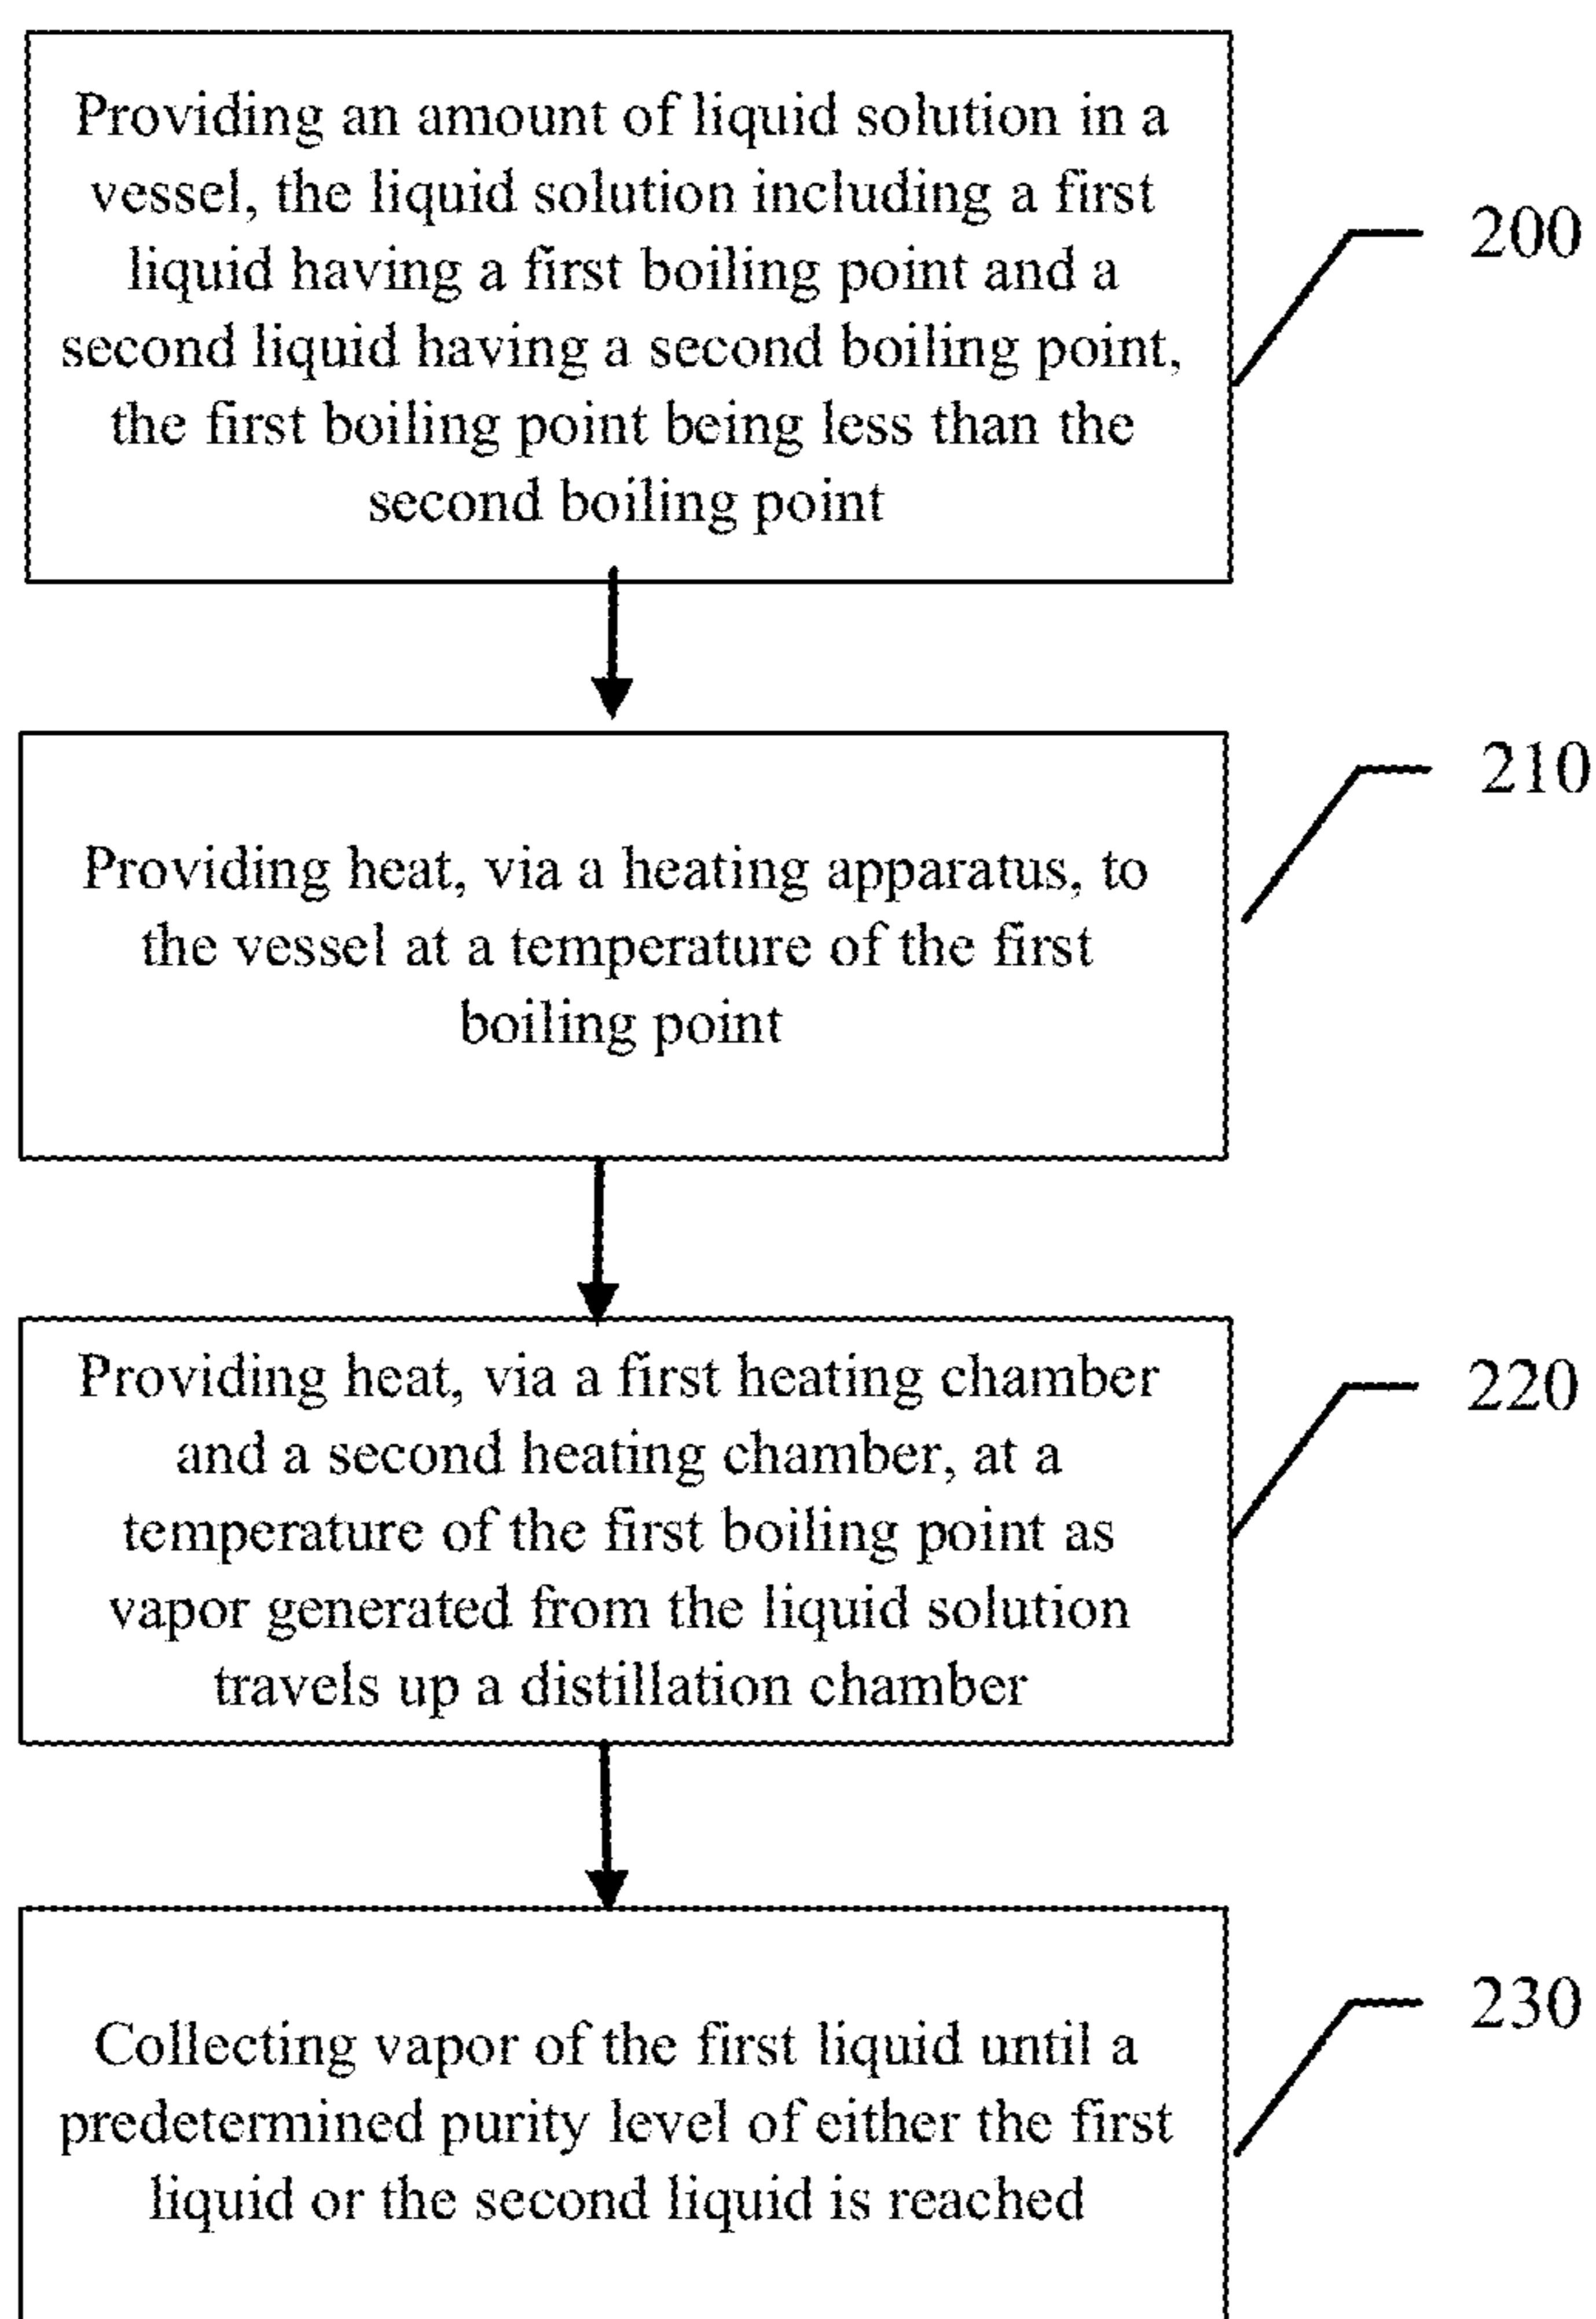 Providing an amount of liquid solution in a
vessel, the liquid solution including a first
liquid having a first boiling point and a
second liquid having a second boiling point,
the first boiling point being less than the
second boiling point
200
Providing heat, via a heating apparatus, to
the vessel at a temperature of the first
boiling point
210
Providing heat, via a first heating chamber
and a second heating chamber, at a
temperature of the first boiling point as
vapor generated from the liquid solution
travels up a distillation chamber
220
Collecting vapor of the first liquid until a
predetermined purity level of either the first
liquid or the second liquid is reached
230